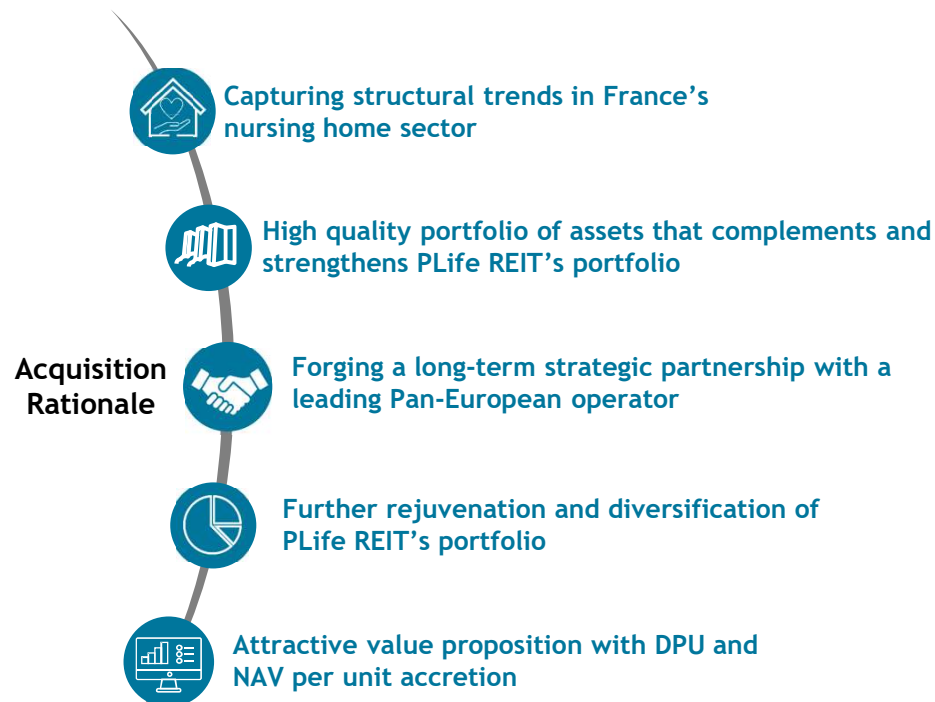 Capturing structural trends in France’s
nursing home sector
High quality portfolio of assets that complements and
strengthens PLife REIT’s portfolio
Acquisition
Rationale
Forging a long-term strategic partnership with a
leading Pan-European operator
Further rejuvenation and diversification of
PLife REIT’s portfolio
Attractive value proposition with DPU and
NAV per unit accretion